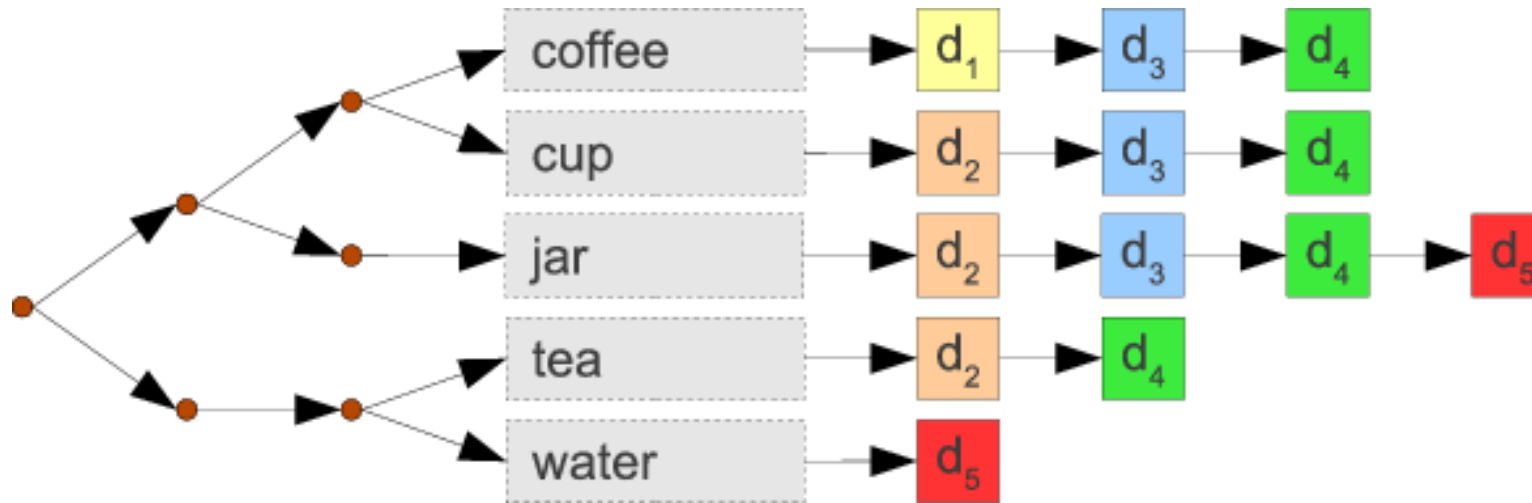 coffee d₁ d₃ d₄
cup d₂ d₃ d₄
jar d₂ d₃ d₄ d₅
tea d₂ d₄
water d₅